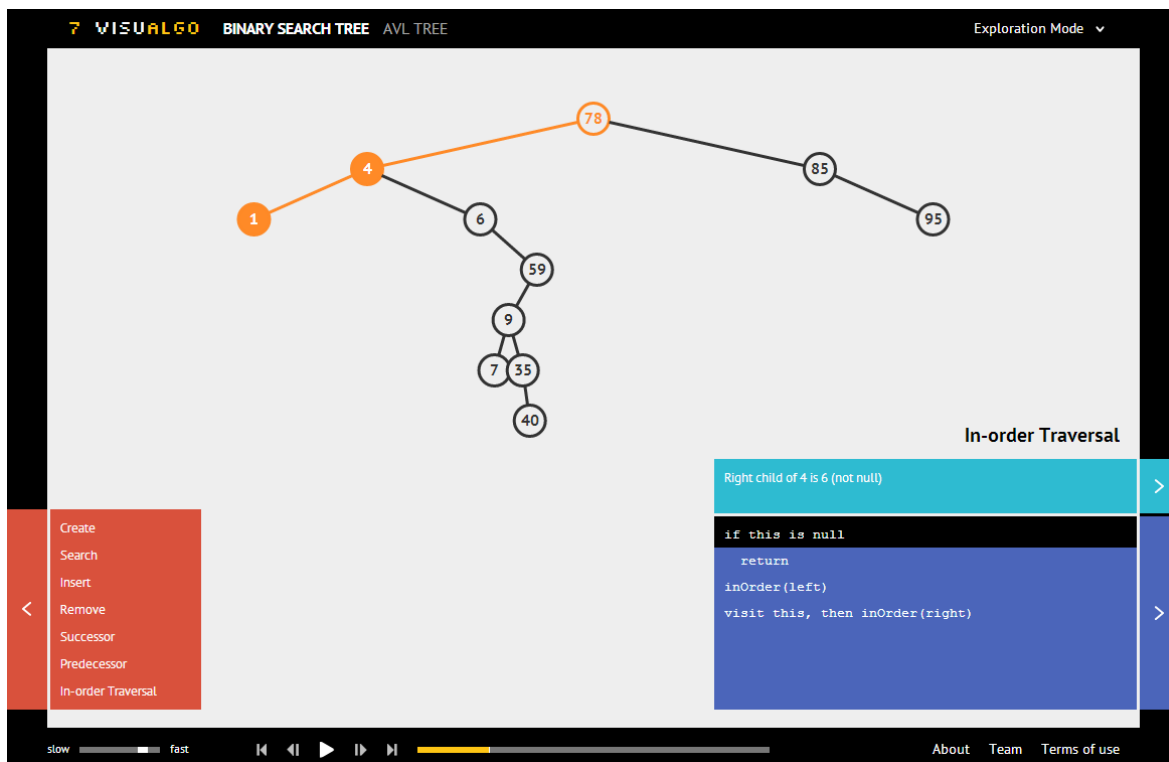 7 VISUALGO BINARY SEARCH TREE AVL TREE Exploration Mode
78
4
85
1
6
95
59
9
7 35
40
In-order Traversal
Right child of 4 is 6 (not null)
Create
Search
Insert
Remove
Successor
Predecessor
In-order Traversal
if this is null
return
inOrder(left)
visit this, then inOrder(right)
slow fast
About Team Terms of use